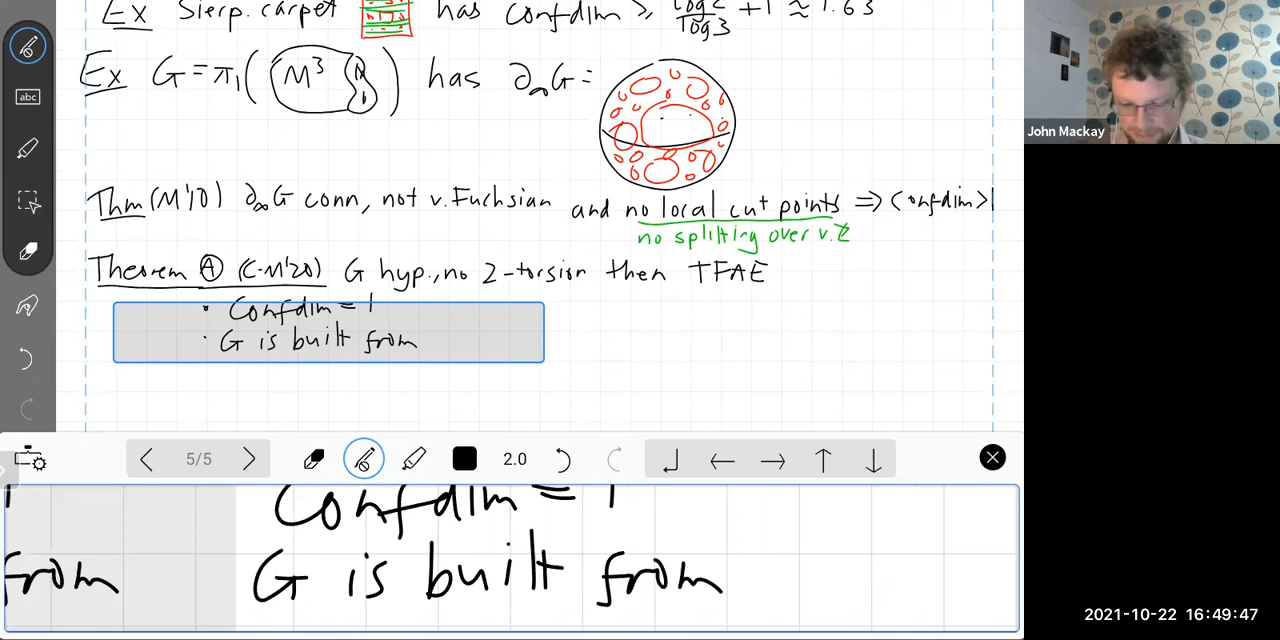 Ex Sierp. carpet has Confdim ≥ log2/log3 + 1 ≈ 1.63
Ex G = π₁( M³ ) has ∂∞G =
Thm (M'10) ∂∞G conn, not v. Fuchsian and no local cut points ⇒ Confdim > 1
no splitting over v. Z
Theorem A (C-M'20) G hyp., no 2-torsion then TFAE
· Confdim = 1
· G is built from
abc
5/5
2.0
Confdim = 1
from G is built from
John Mackay
2021-10-22 16:49:47